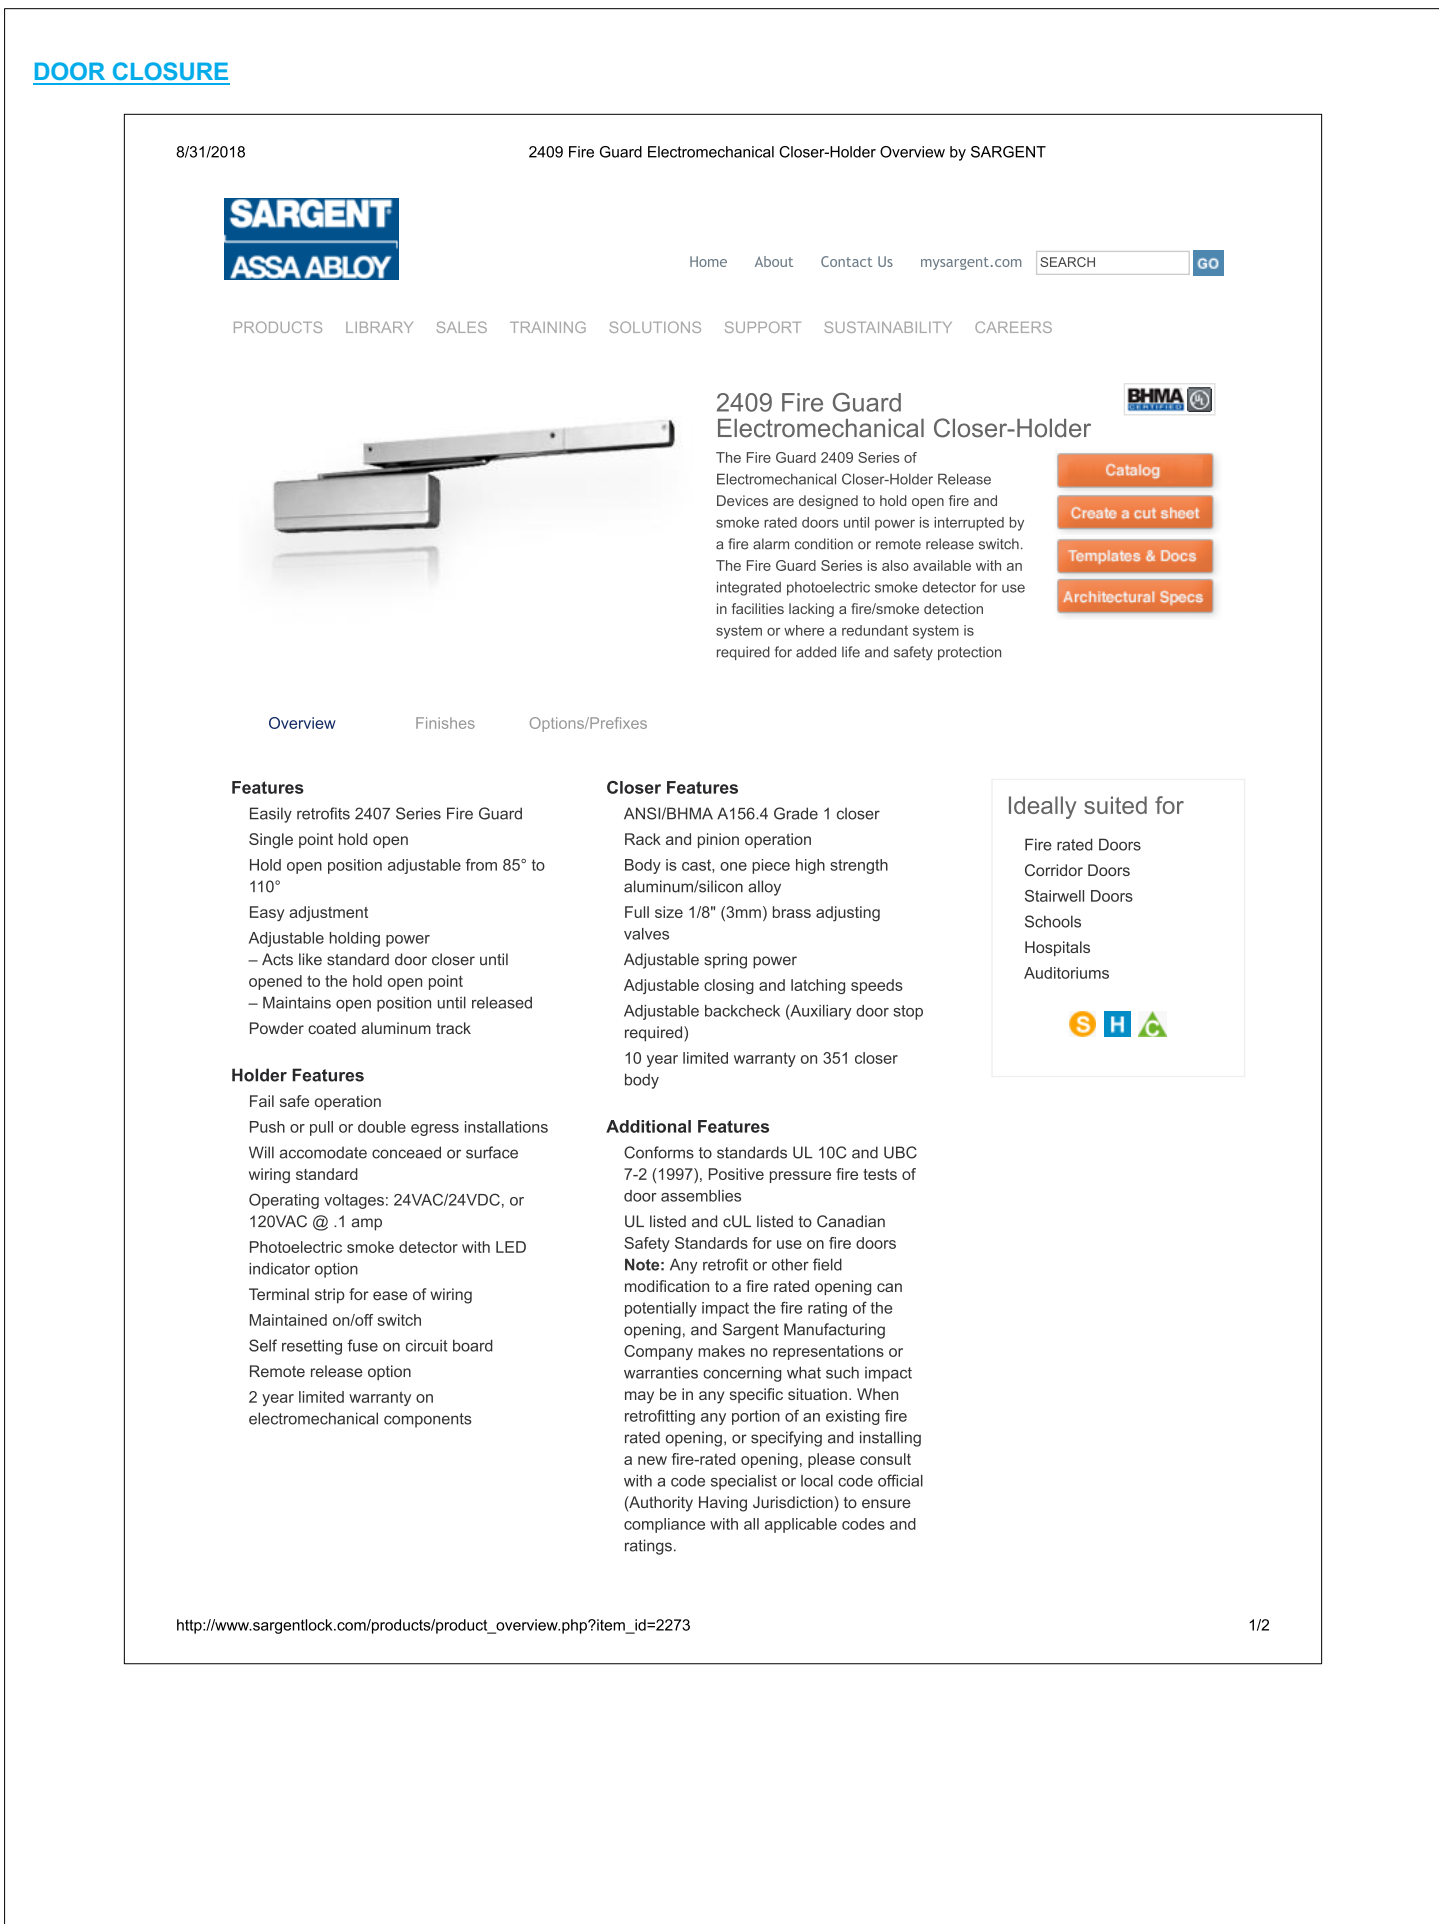 DOOR CLOSURE
8/31/2018
2409 Fire Guard Electromechanical Closer-Holder Overview by SARGENT
SARGENT
ASSA ABLOY
Home About Contact Us mysargent.com SEARCH GO
PRODUCTS LIBRARY SALES TRAINING SOLUTIONS SUPPORT SUSTAINABILITY CAREERS
2409 Fire Guard
Electromechanical Closer-Holder
The Fire Guard 2409 Series of
Electromechanical Closer-Holder Release
Devices are designed to hold open fire and
smoke rated doors until power is interrupted by
a fire alarm condition or remote release switch.
The Fire Guard Series is also available with an
integrated photoelectric smoke detector for use
in facilities lacking a fire/smoke detection
system or where a redundant system is
required for added life and safety protection
BHMA
CERTIFIED
UL
Catalog
Create a cut sheet
Templates & Docs
Architectural Specs
Overview Finishes Options/Prefixes
Features
Easily retrofits 2407 Series Fire Guard
Single point hold open
Hold open position adjustable from 85° to
110°
Easy adjustment
Adjustable holding power
– Acts like standard door closer until
opened to the hold open point
– Maintains open position until released
Powder coated aluminum track
Holder Features
Fail safe operation
Push or pull or double egress installations
Will accomodate conceaed or surface
wiring standard
Operating voltages: 24VAC/24VDC, or
120VAC @ .1 amp
Photoelectric smoke detector with LED
indicator option
Terminal strip for ease of wiring
Maintained on/off switch
Self resetting fuse on circuit board
Remote release option
2 year limited warranty on
electromechanical components
Closer Features
ANSI/BHMA A156.4 Grade 1 closer
Rack and pinion operation
Body is cast, one piece high strength
aluminum/silicon alloy
Full size 1/8" (3mm) brass adjusting
valves
Adjustable spring power
Adjustable closing and latching speeds
Adjustable backcheck (Auxiliary door stop
required)
10 year limited warranty on 351 closer
body
Additional Features
Conforms to standards UL 10C and UBC
7-2 (1997), Positive pressure fire tests of
door assemblies
UL listed and cUL listed to Canadian
Safety Standards for use on fire doors
Note: Any retrofit or other field
modification to a fire rated opening can
potentially impact the fire rating of the
opening, and Sargent Manufacturing
Company makes no representations or
warranties concerning what such impact
may be in any specific situation. When
retrofitting any portion of an existing fire
rated opening, or specifying and installing
a new fire-rated opening, please consult
with a code specialist or local code official
(Authority Having Jurisdiction) to ensure
compliance with all applicable codes and
ratings.
Ideally suited for
Fire rated Doors
Corridor Doors
Stairwell Doors
Schools
Hospitals
Auditoriums
S H C
http://www.sargentlock.com/products/product_overview.php?item_id=2273
1/2